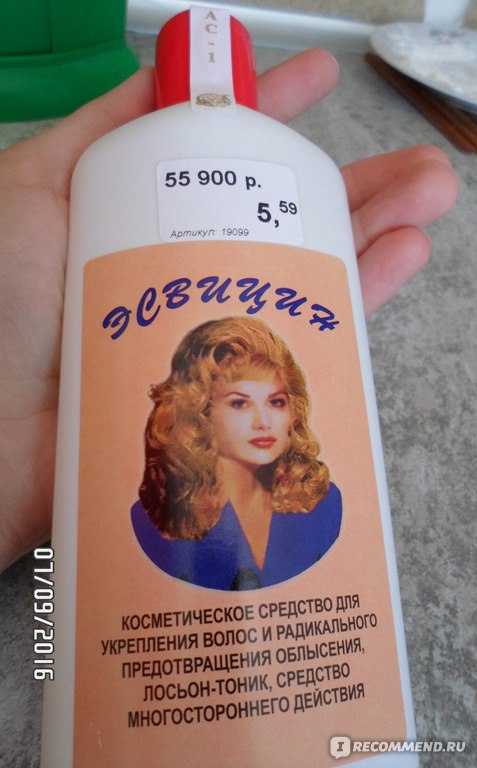 АС-1
55 900 р.
5,59
Артикул: 19099
ЭСВИЦИН
КОСМЕТИЧЕСКОЕ СРЕДСТВО ДЛЯ
УКРЕПЛЕНИЯ ВОЛОС И РАДИКАЛЬНОГО
ПРЕДОТВРАЩЕНИЯ ОБЛЫСЕНИЯ,
ЛОСЬОН-ТОНИК, СРЕДСТВО
МНОГОСТОРОННЕГО ДЕЙСТВИЯ
07/09/2016
I RECOMMEND.RU